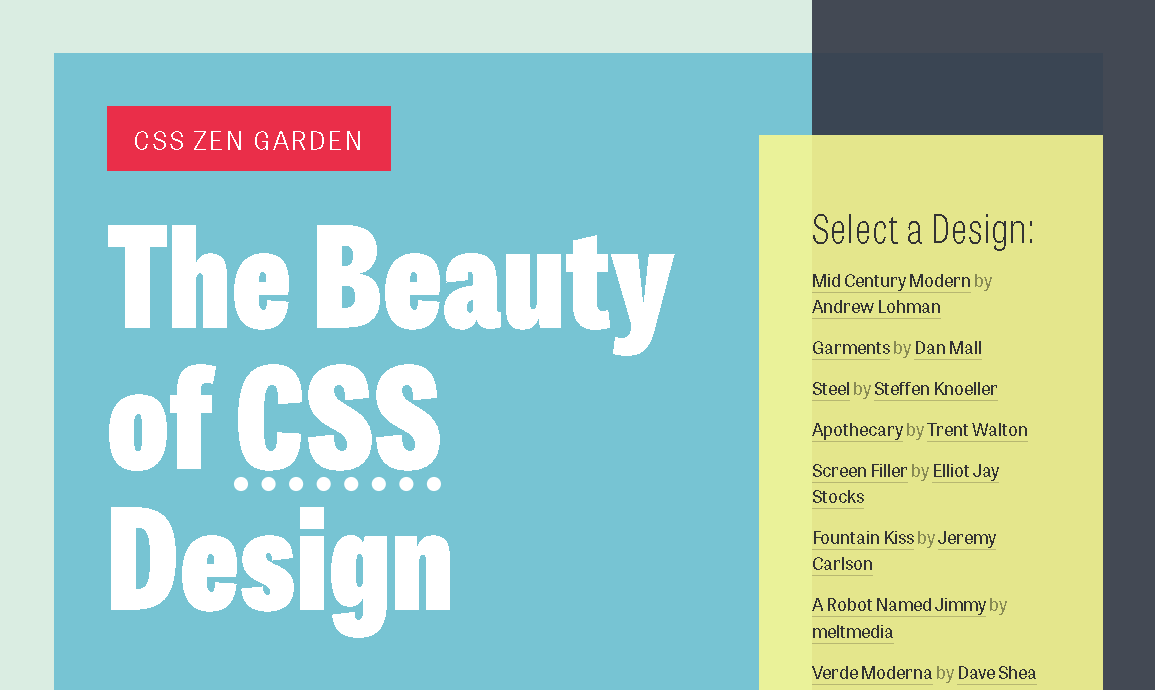 CSS ZEN GARDEN
The Beauty
of CSS
Design
Select a Design:
Mid Century Modern by
Andrew Lohman
Garments by Dan Mall
Steel by Steffen Knoeller
Apothecary by Trent Walton
Screen Filler by Elliot Jay
Stocks
Fountain Kiss by Jeremy
Carlson
A Robot Named Jimmy by
meltmedia
Verde Moderna by Dave Shea